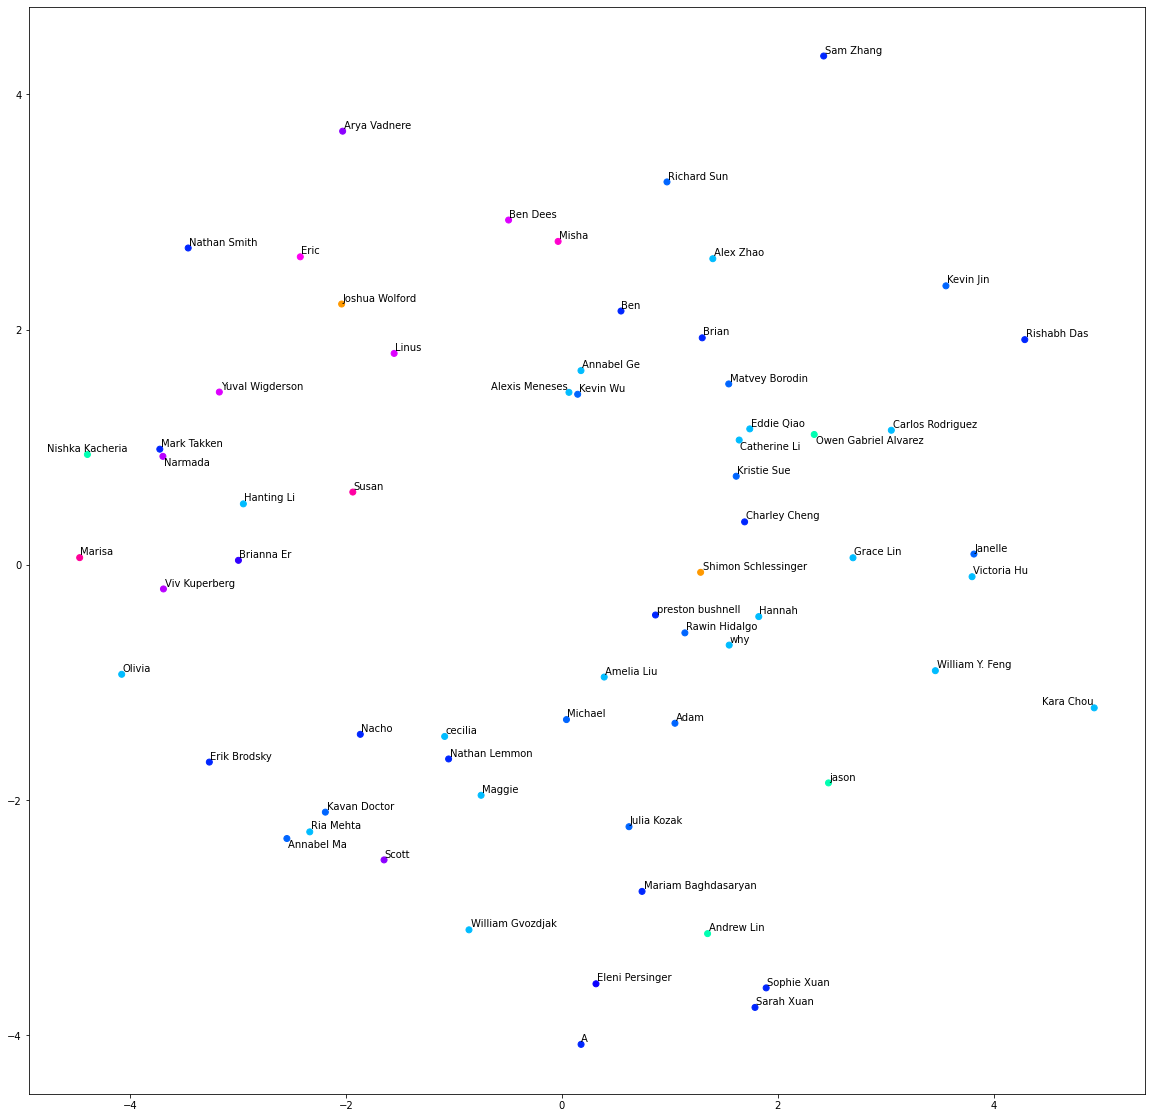 Sam Zhang
4
Arya Vadnere
Richard Sun
Ben Dees
Misha
Nathan Smith
Eric
Alex Zhao
Kevin Jin
Joshua Wolford
Ben
2
Brian
Rishabh Das
Linus
Annabel Ge
Yuval Wigderson
Alexis Meneses
Kevin Wu
Matvey Borodin
Eddie Qiao
Carlos Rodriguez
Catherine Li
Owen Gabriel Alvarez
Nishka Kacheria
Mark Takken
Narmada
Kristie Sue
Hanting Li
Susan
Charley Cheng
Marisa
Brianna Er
Grace Lin
Janelle
0
Shimon Schlessinger
Victoria Hu
Viv Kuperberg
preston bushnell
Hannah
Rawin Hidalgo
why
Olivia
Amelia Liu
William Y. Feng
Kara Chou
Michael
Adam
Nacho
cecilia
Erik Brodsky
Nathan Lemmon
jason
Maggie
−2
Kavan Doctor
Julia Kozak
Ria Mehta
Annabel Ma
Scott
Mariam Baghdasaryan
William Gvozdjak
Andrew Lin
Eleni Persinger
Sophie Xuan
Sarah Xuan
−4
A
−4 −2 0 2 4